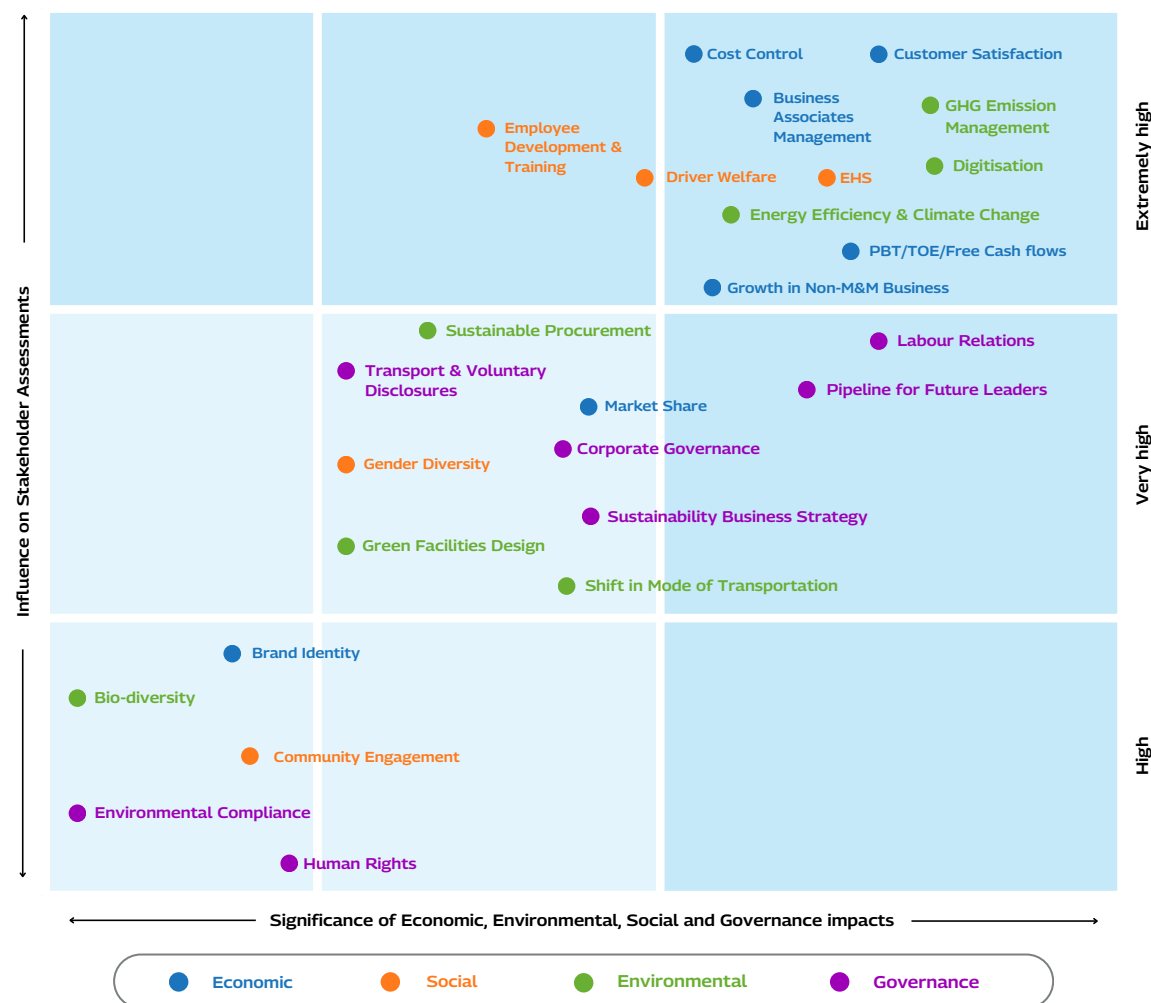 Cost Control
Customer Satisfaction
Business
Associates
Management
GHG Emission
Management
Employee
Development &
Training
Digitisation
Driver Welfare
EHS
Energy Efficiency & Climate Change
PBT/TOE/Free Cash flows
Growth in Non-M&M Business
Extremely high
Influence on Stakeholder Assessments
Sustainable Procurement
Labour Relations
Transport & Voluntary
Disclosures
Pipeline for Future Leaders
Market Share
Corporate Governance
Gender Diversity
Sustainability Business Strategy
Green Facilities Design
Shift in Mode of Transportation
Very high
Brand Identity
Bio-diversity
Community Engagement
Environmental Compliance
Human Rights
High
Significance of Economic, Environmental, Social and Governance impacts
Economic
Social
Environmental
Governance